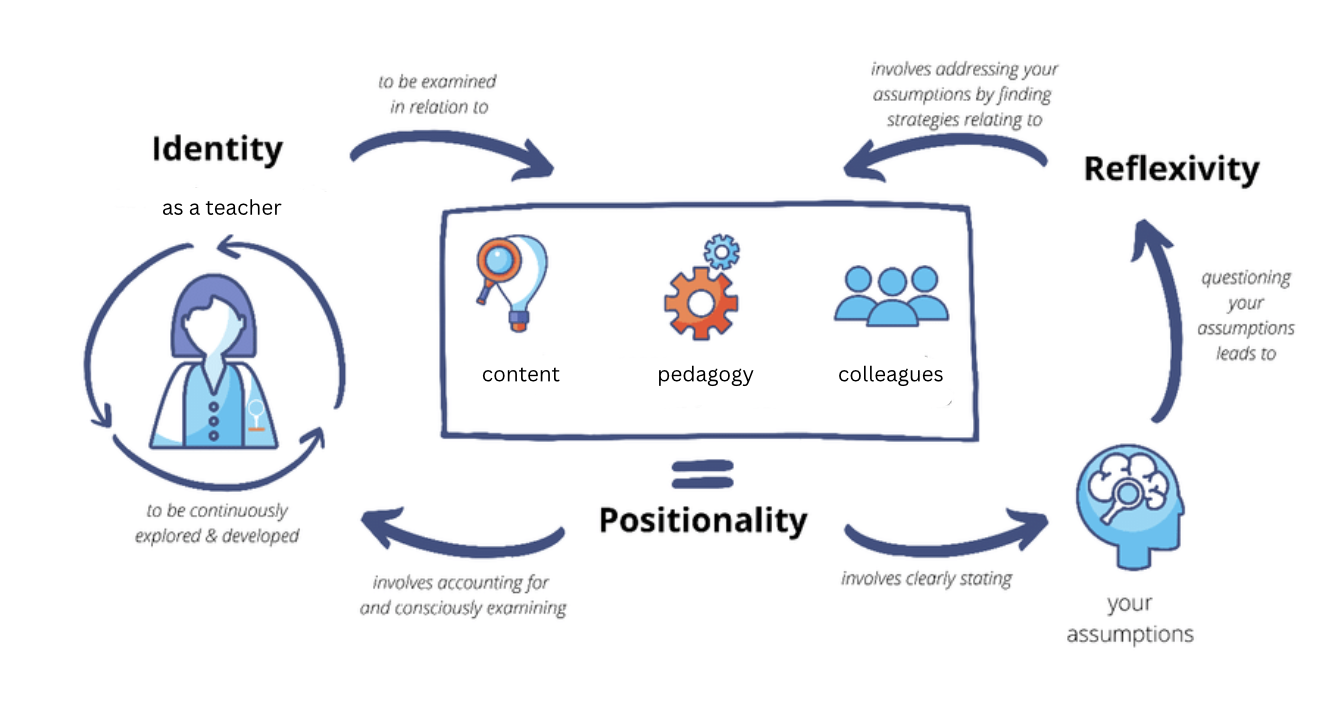 Identity
as a teacher
to be continuously
explored & developed
to be examined
in relation to
involves addressing your
assumptions by finding
strategies relating to
Reflexivity
content
pedagogy
colleagues
questioning
your
assumptions
leads to
Positionality
involves accounting for
and consciously examining
involves clearly stating
your
assumptions